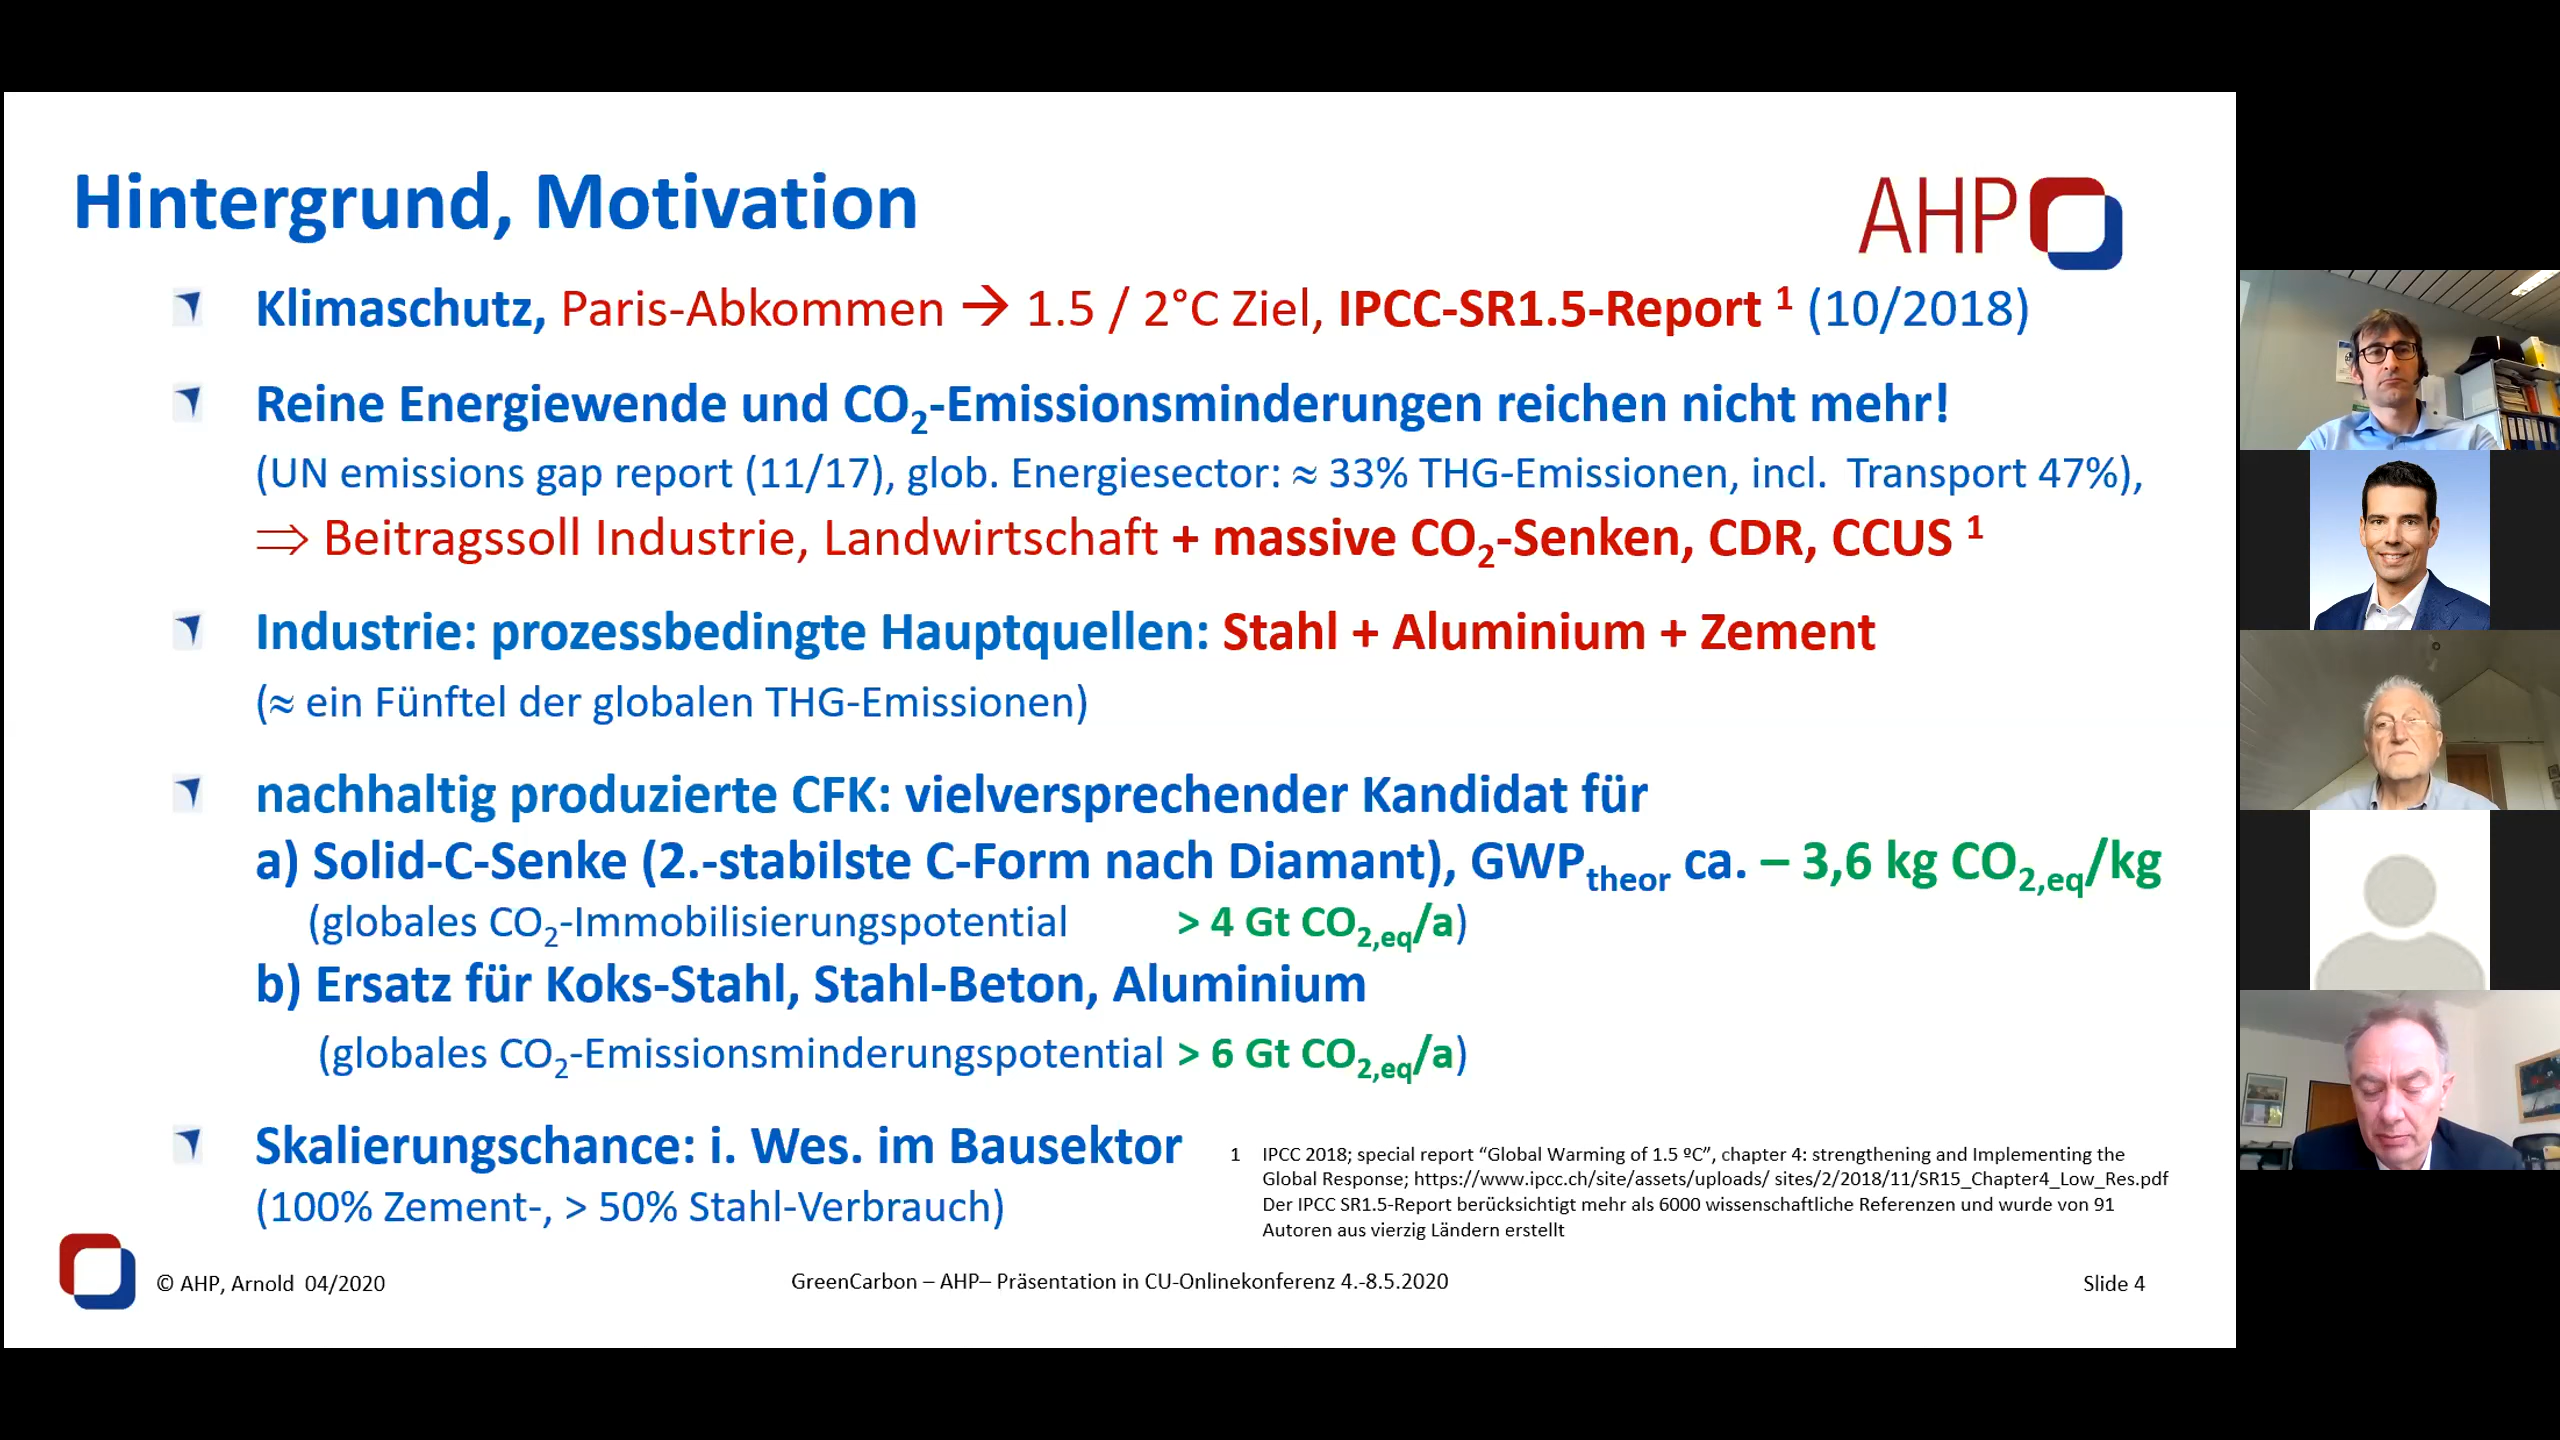 Hintergrund, Motivation
AHP
Klimaschutz, Paris-Abkommen → 1.5 / 2°C Ziel, IPCC-SR1.5-Report ¹ (10/2018)
Reine Energiewende und CO₂-Emissionsminderungen reichen nicht mehr!
(UN emissions gap report (11/17), glob. Energiesector: ≈ 33% THG-Emissionen, incl. Transport 47%),
⇒ Beitragssoll Industrie, Landwirtschaft + massive CO₂-Senken, CDR, CCUS ¹
Industrie: prozessbedingte Hauptquellen: Stahl + Aluminium + Zement
(≈ ein Fünftel der globalen THG-Emissionen)
nachhaltig produzierte CFK: vielversprechender Kandidat für
a) Solid-C-Senke (2.-stabilste C-Form nach Diamant), GWPtheor ca. – 3,6 kg CO2,eq/kg
(globales CO₂-Immobilisierungspotential > 4 Gt CO2,eq/a)
b) Ersatz für Koks-Stahl, Stahl-Beton, Aluminium
(globales CO₂-Emissionsminderungspotential > 6 Gt CO2,eq/a)
Skalierungschance: i. Wes. im Bausektor
(100% Zement-, > 50% Stahl-Verbrauch)
1 IPCC 2018; special report “Global Warming of 1.5 ºC”, chapter 4: strengthening and Implementing the
Global Response; https://www.ipcc.ch/site/assets/uploads/ sites/2/2018/11/SR15_Chapter4_Low_Res.pdf
Der IPCC SR1.5-Report berücksichtigt mehr als 6000 wissenschaftliche Referenzen und wurde von 91
Autoren aus vierzig Ländern erstellt
© AHP, Arnold 04/2020
GreenCarbon – AHP– Präsentation in CU-Onlinekonferenz 4.-8.5.2020
Slide 4